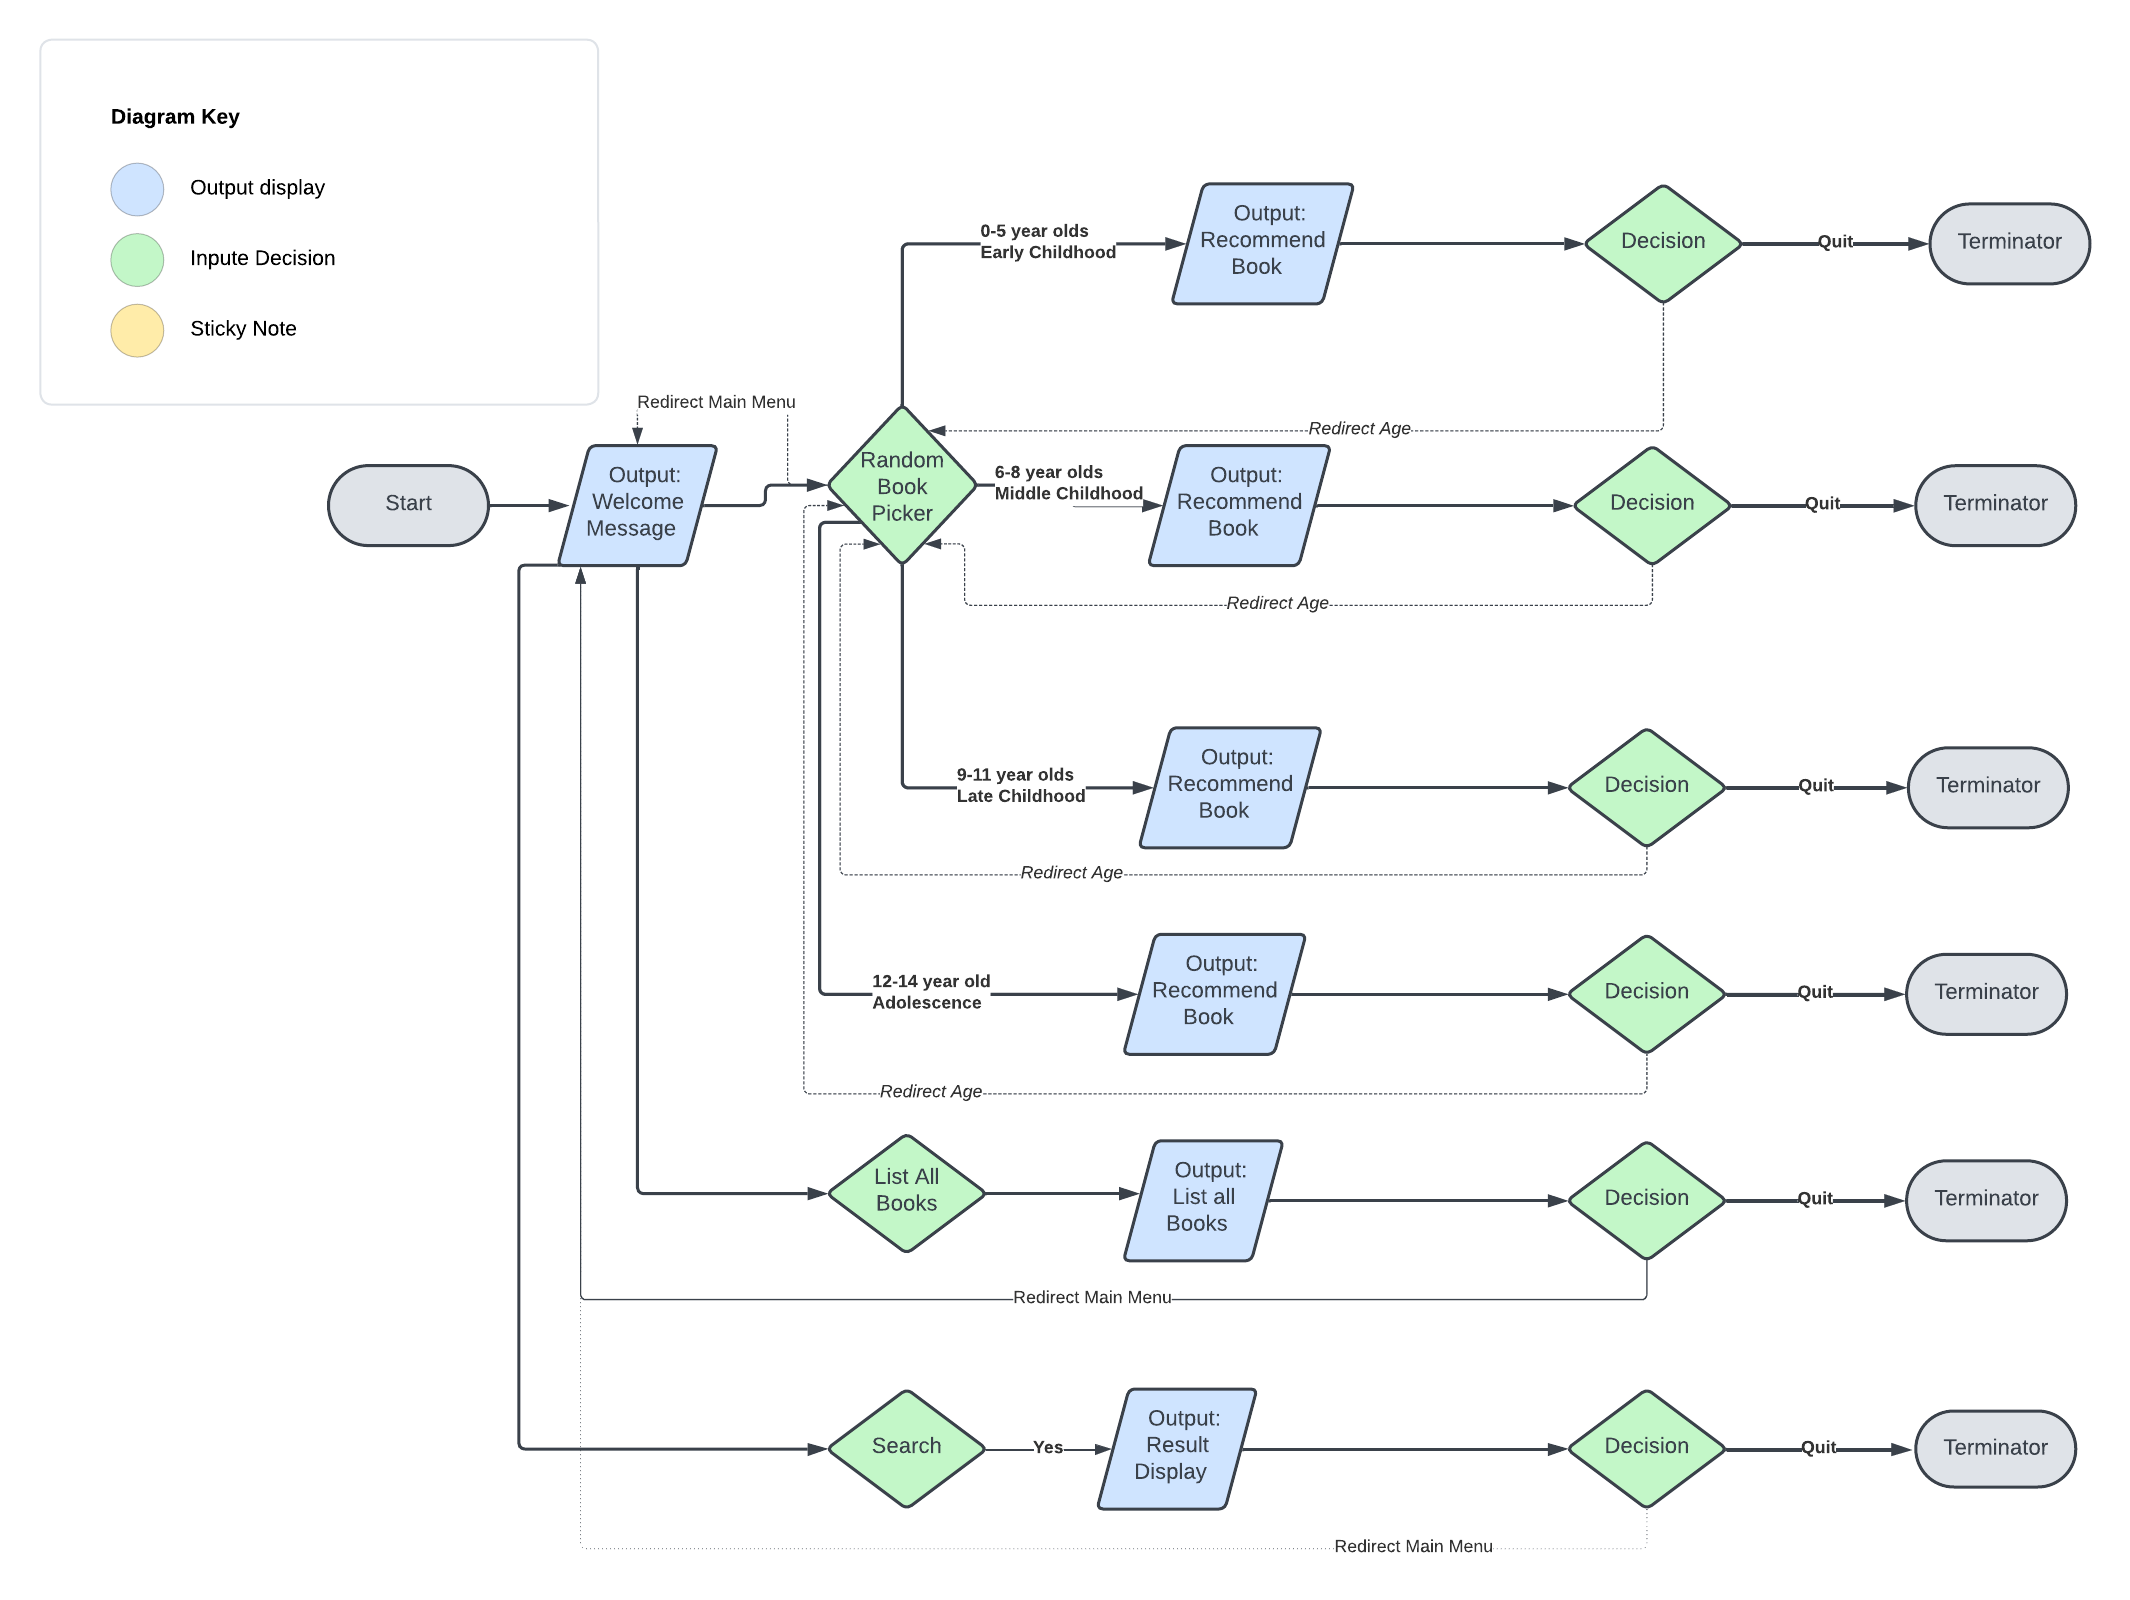 Diagram Key
Output display
Inpute Decision
Sticky Note
0-5 year olds
Early Childhood
Output:
Recommend
Book
Decision
Quit
Terminator
Redirect Main Menu
Redirect Age
Start
Output:
Welcome
Message
Random
Book
Picker
6-8 year olds
Middle Childhood
Output:
Recommend
Book
Decision
Quit
Terminator
Redirect Age
9-11 year olds
Late Childhood
Output:
Recommend
Book
Decision
Quit
Terminator
Redirect Age
12-14 year old
Adolescence
Output:
Recommend
Book
Decision
Quit
Terminator
Redirect Age
List All
Books
Output:
List all
Books
Decision
Quit
Terminator
Redirect Main Menu
Search
Yes
Output:
Result
Display
Decision
Quit
Terminator
Redirect Main Menu